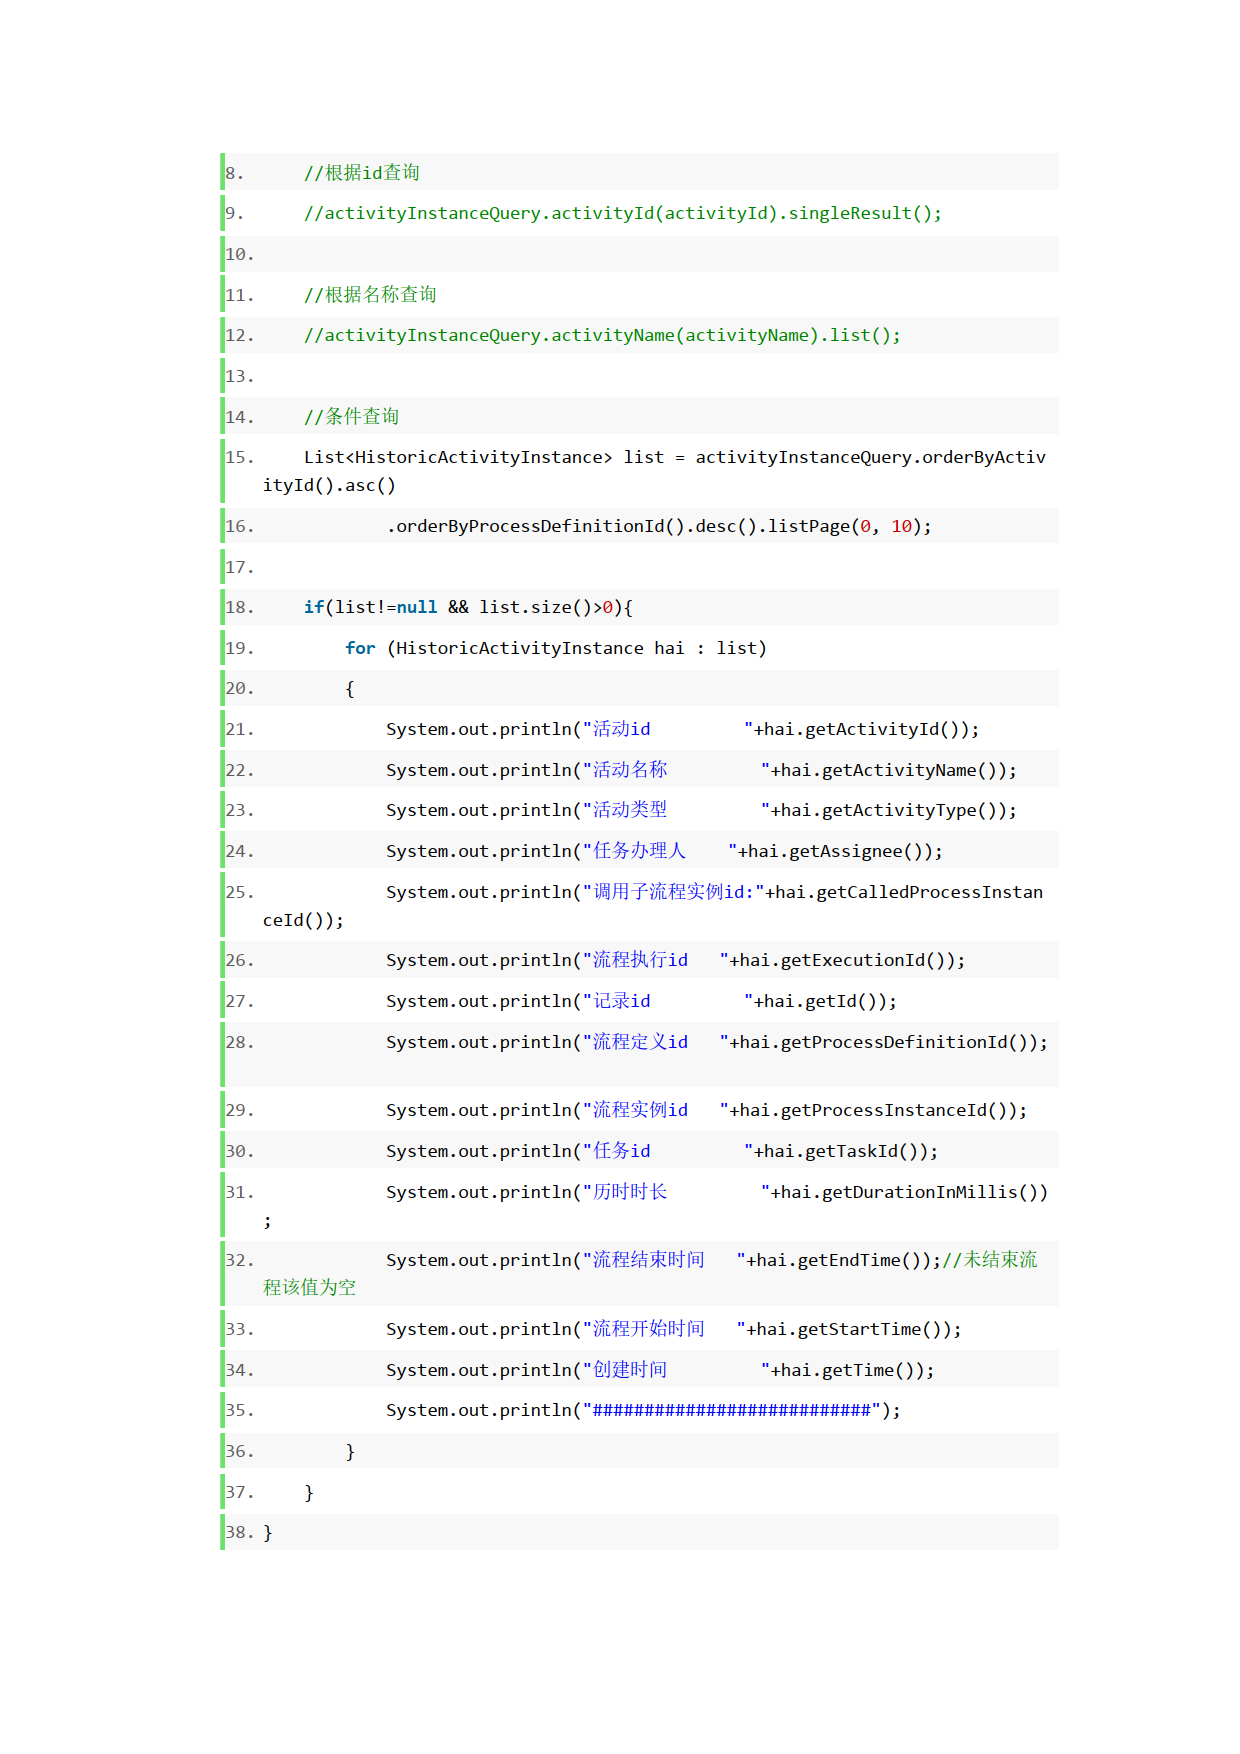 8.     //根据id查询
9.     //activityInstanceQuery.activityId(activityId).singleResult();
10.
11.     //根据名称查询
12.     //activityInstanceQuery.activityName(activityName).list();
13.
14.     //条件查询
15.     List<HistoricActivityInstance> list = activityInstanceQuery.orderByActiv
ityId().asc()
16.             .orderByProcessDefinitionId().desc().listPage(0, 10);
17.
18.     if(list!=null && list.size()>0){
19.         for (HistoricActivityInstance hai : list)
20.         {
21.             System.out.println("活动id         "+hai.getActivityId());
22.             System.out.println("活动名称         "+hai.getActivityName());
23.             System.out.println("活动类型         "+hai.getActivityType());
24.             System.out.println("任务办理人    "+hai.getAssignee());
25.             System.out.println("调用子流程实例id:"+hai.getCalledProcessInstan
ceId());
26.             System.out.println("流程执行id   "+hai.getExecutionId());
27.             System.out.println("记录id         "+hai.getId());
28.             System.out.println("流程定义id   "+hai.getProcessDefinitionId());
29.             System.out.println("流程实例id   "+hai.getProcessInstanceId());
30.             System.out.println("任务id         "+hai.getTaskId());
31.             System.out.println("历时时长         "+hai.getDurationInMillis())
;
32.             System.out.println("流程结束时间   "+hai.getEndTime());//未结束流
程该值为空
33.             System.out.println("流程开始时间   "+hai.getStartTime());
34.             System.out.println("创建时间         "+hai.getTime());
35.             System.out.println("###########################");
36.         }
37.     }
38. }